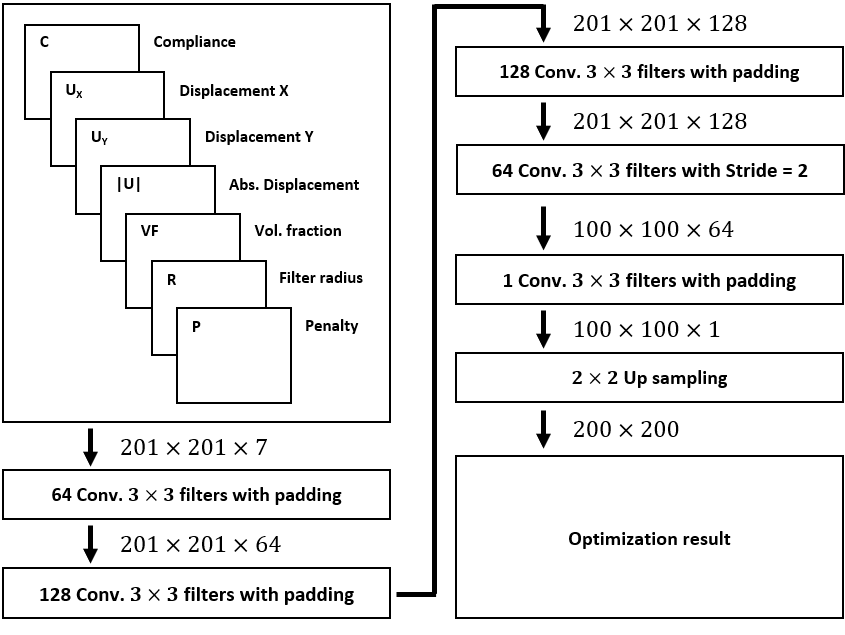 C Compliance
Uₓ Displacement X
Uᵧ Displacement Y
|U| Abs. Displacement
VF Vol. fraction
R Filter radius
P Penalty
201 × 201 × 7
64 Conv. 3 × 3 filters with padding
201 × 201 × 64
128 Conv. 3 × 3 filters with padding
201 × 201 × 128
128 Conv. 3 × 3 filters with padding
201 × 201 × 128
64 Conv. 3 × 3 filters with Stride = 2
100 × 100 × 64
1 Conv. 3 × 3 filters with padding
100 × 100 × 1
2 × 2 Up sampling
200 × 200
Optimization result